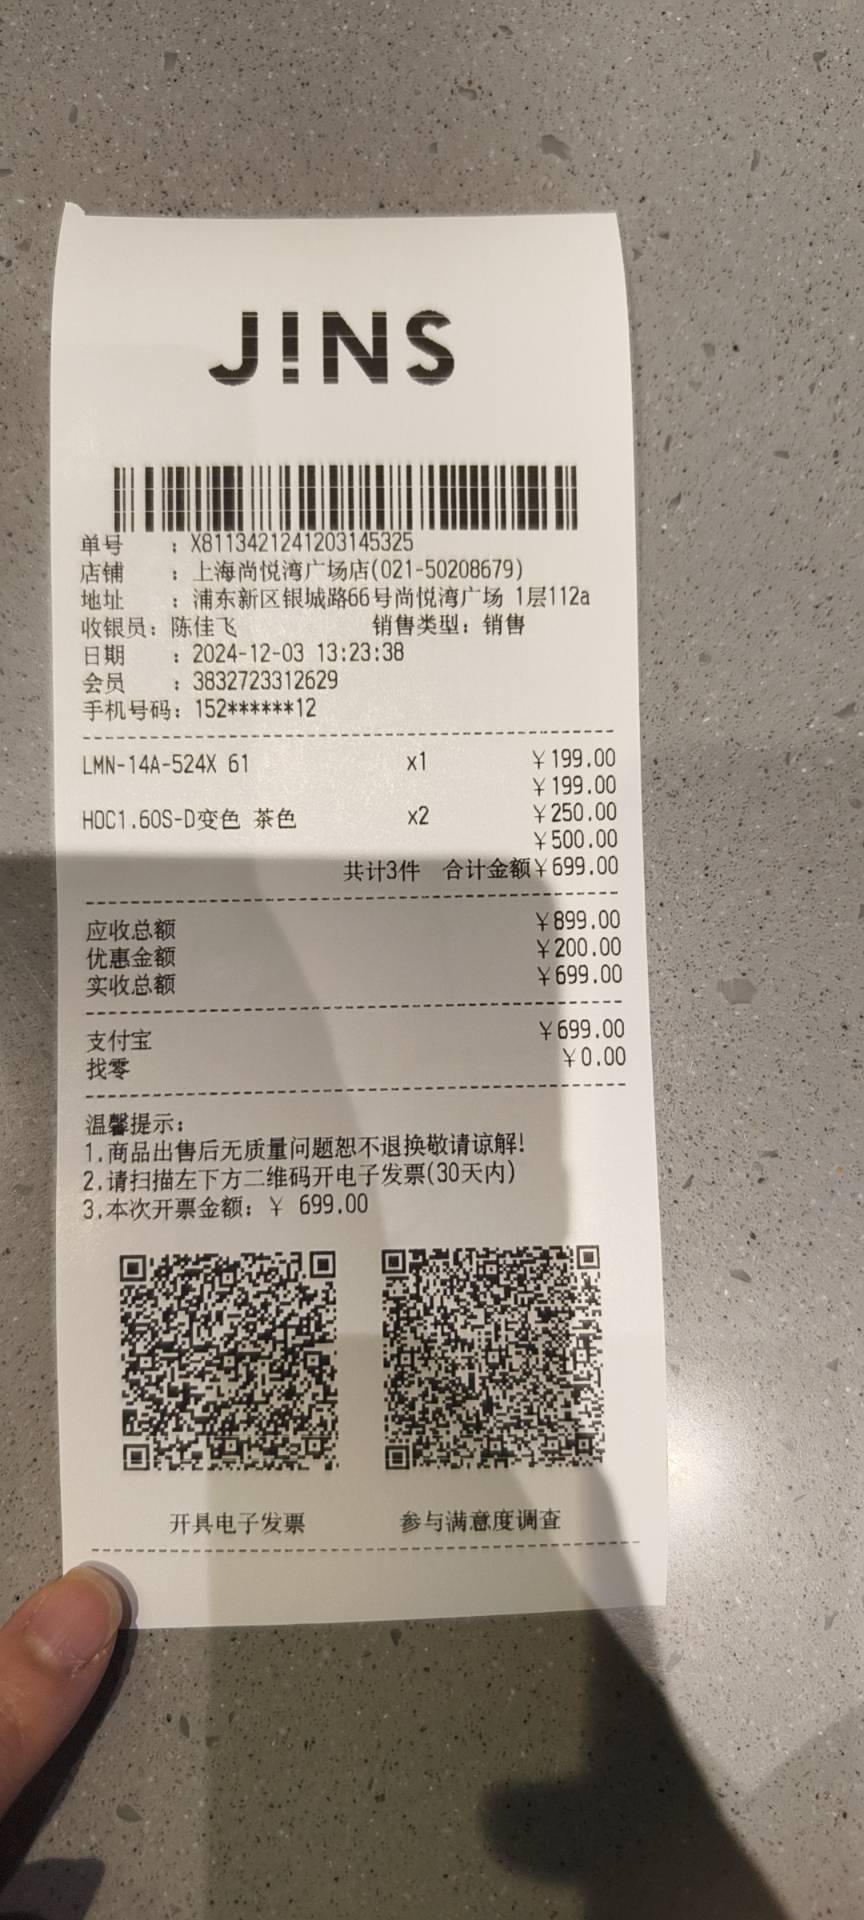 J!NS
单号 : X8113421241203145325
店铺 : 上海尚悦湾广场店(021-50208679)
地址 : 浦东新区银城路66号尚悦湾广场 1层112a
收银员: 陈佳飞 销售类型: 销售
日期 : 2024-12-03 13:23:38
会员 : 3832723312629
手机号码: 152******12
LMN-14A-524X 61 x1 ¥199.00
¥199.00
HOC1.60S-D变色 茶色 x2 ¥250.00
¥500.00
共计3件 合计金额¥699.00
应收总额 ¥899.00
优惠金额 ¥200.00
实收总额 ¥699.00
支付宝 ¥699.00
找零 ¥0.00
温馨提示:
1.商品出售后无质量问题恕不退换敬请谅解!
2.请扫描左下方二维码开电子发票(30天内)
3.本次开票金额: ¥ 699.00
开具电子发票 参与满意度调查